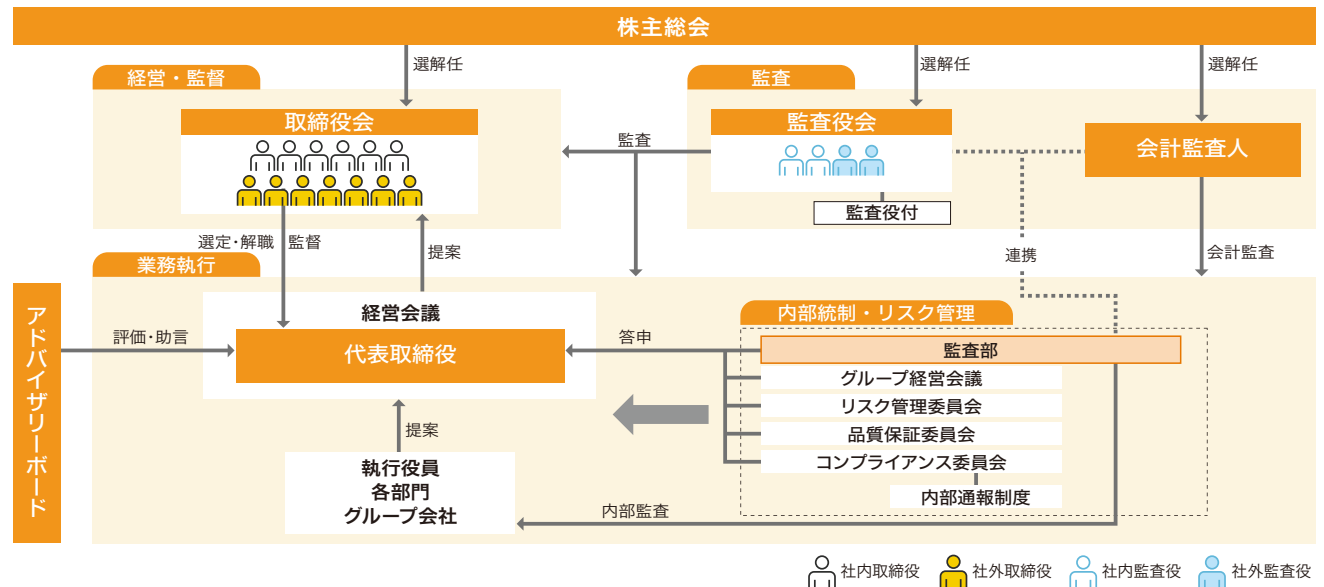 株主総会
選解任
選解任
選解任
経営・監督
監査
取締役会
監査役会
会計監査人
監査
監査役付
選定・解職
監督
提案
連携
会計監査
業務執行
アドバイザリーボード
経営会議
代表取締役
評価・助言
答申
内部統制・リスク管理
監査部
グループ経営会議
リスク管理委員会
品質保証委員会
コンプライアンス委員会
内部通報制度
提案
執行役員
各部門
グループ会社
内部監査
社内取締役
社外取締役
社内監査役
社外監査役